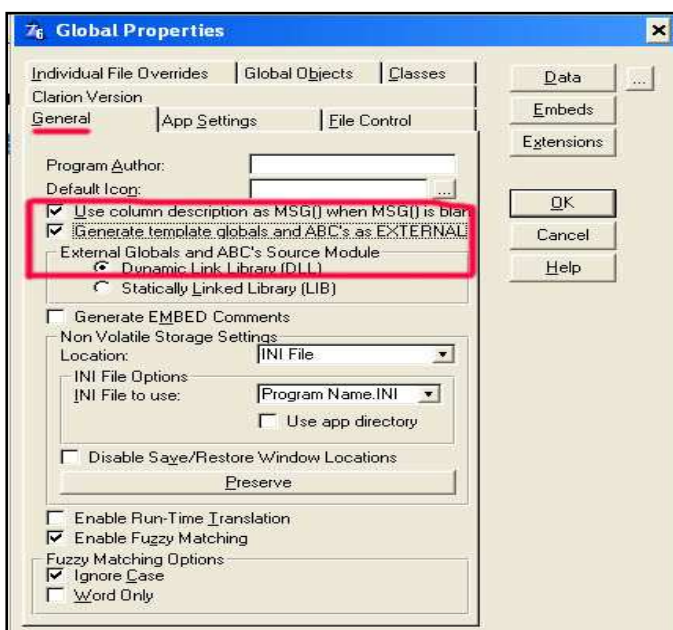 Global Properties
Individual File Overrides
Global Objects
Classes
Clarion Version
General
App Settings
File Control
Data
...
Embeds
Extensions
OK
Cancel
Help
Program Author:
Default Icon:
...
Use column description as MSG() when MSG() is blan
Generate template globals and ABC's as EXTERNAL
External Globals and ABC's Source Module
Dynamic Link Library (DLL)
Statically Linked Library (LIB)
Generate EMBED Comments
Non Volatile Storage Settings
Location: INI File
INI File Options
INI File to use: Program Name.INI
Use app directory
Disable Save/Restore Window Locations
Preserve
Enable Run-Time Translation
Enable Fuzzy Matching
Fuzzy Matching Options
Ignore Case
Word Only